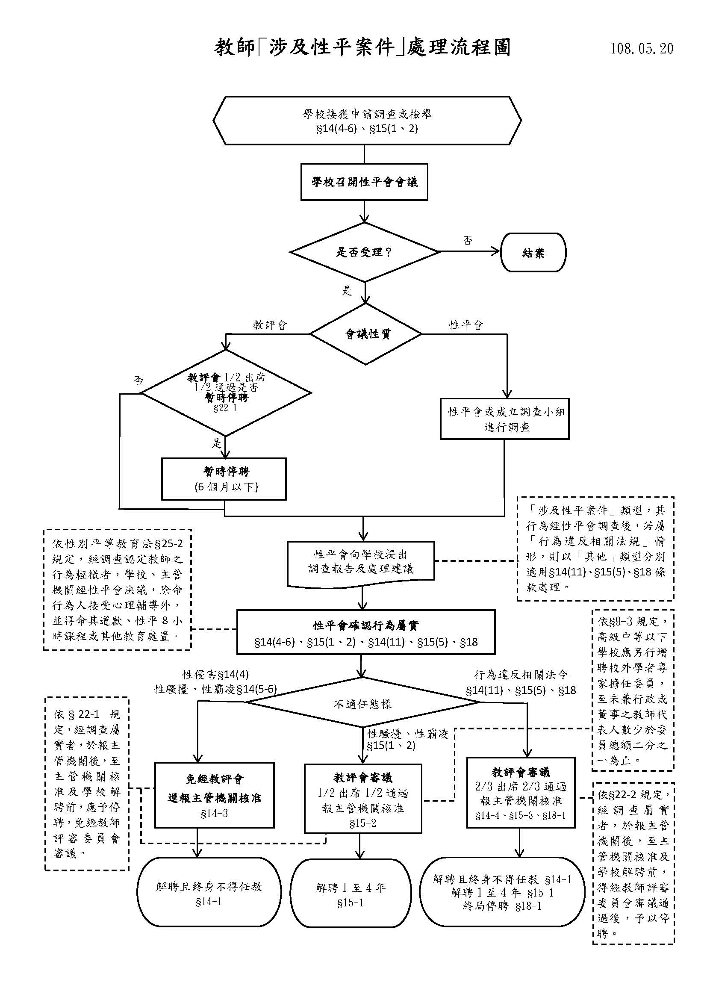 教師「涉及性平案件」處理流程圖
108.05.20
學校接獲申請調查或檢舉
§14(4-6)、§15(1、2)
學校召開性平會會議
是否受理?
否
結案
是
會議性質
教評會
性平會
否
教評會 1/2 出席
1/2 通過是否
暫時停聘
§22-1
性平會或成立調查小組
進行調查
是
暫時停聘
(6 個月以下)
「涉及性平案件」類型，其
行為經性平會調查後，若屬
「行為違反相關法規」情
形，則以「其他」類型分別
適用§14(11)、§15(5)、§18 條
款處理。
依性別平等教育法§25-2
規定，經調查認定教師之
行為輕微者，學校、主管
機關經性平會決議，除命
行為人接受心理輔導外，
並得命其道歉、性平 8 小
時課程或其他教育處置。
性平會向學校提出
調查報告及處理建議
性平會確認行為屬實
§14(4-6)、§15(1、2)、§14(11)、§15(5)、§18
依§9-3 規定，
高級中等以下
學校應另行增
聘校外學者專
家擔任委員，
至未兼行政或
董事之教師代
表人數少於委
員總額二分之
一為止。
性侵害§14(4)
性騷擾、性霸凌§14(5-6)
行為違反相關法令
§14(11)、§15(5)、§18
不適任態樣
性騷擾、性霸凌
§15(1、2)
依§22-1 規
定，經調查屬
實者，於報主
管機關後，至
主管機關核
准及學校解
聘前，應予停
聘，免經教師
評審委員會
審議。
免經教評會
逕報主管機關核准
§14-3
教評會審議
1/2 出席 1/2 通過
報主管機關核准
§15-2
教評會審議
2/3 出席 2/3 通過
報主管機關核准
§14-4、§15-3、§18-1
依§22-2 規定，
經調查屬實
者，於報主管
機關後，至主
管機關核准及
學校解聘前，
得經教師評審
委員會審議通
過後，予以停
聘。
解聘且終身不得任教
§14-1
解聘 1 至 4 年
§15-1
解聘且終身不得任教 §14-1
解聘 1 至 4 年 §15-1
終局停聘 §18-1